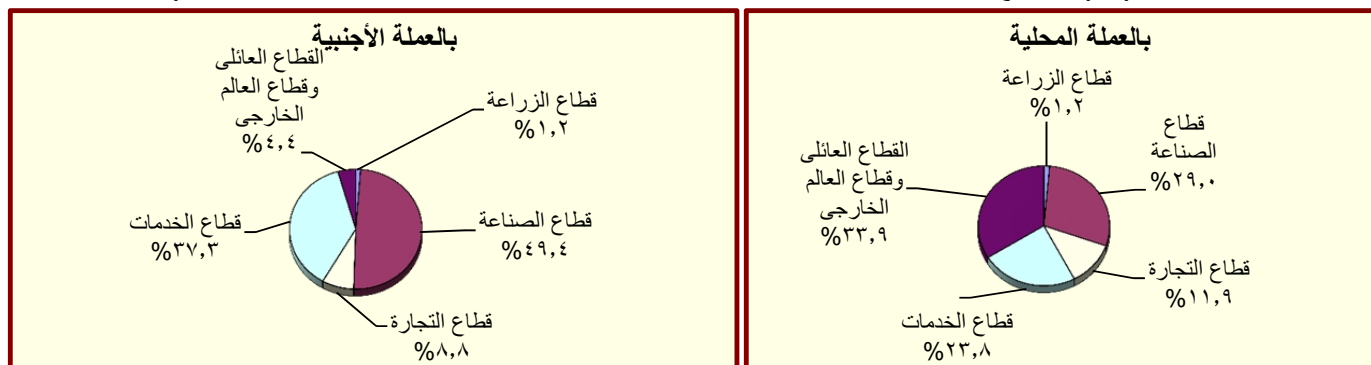 بالعملة المحلية
قطاع الزراعة
%١,٢
قطاع
الصناعة
%٢٩,٠
قطاع التجارة
%١١,٩
قطاع الخدمات
%٢٣,٨
القطاع العائلى
وقطاع العالم
الخارجى
%٣٣,٩
بالعملة الأجنبية
قطاع الزراعة
%١,٢
قطاع الصناعة
%٤٩,٤
قطاع التجارة
%٨,٨
قطاع الخدمات
%٣٧,٣
القطاع العائلى
وقطاع العالم
الخارجى
%٤,٤